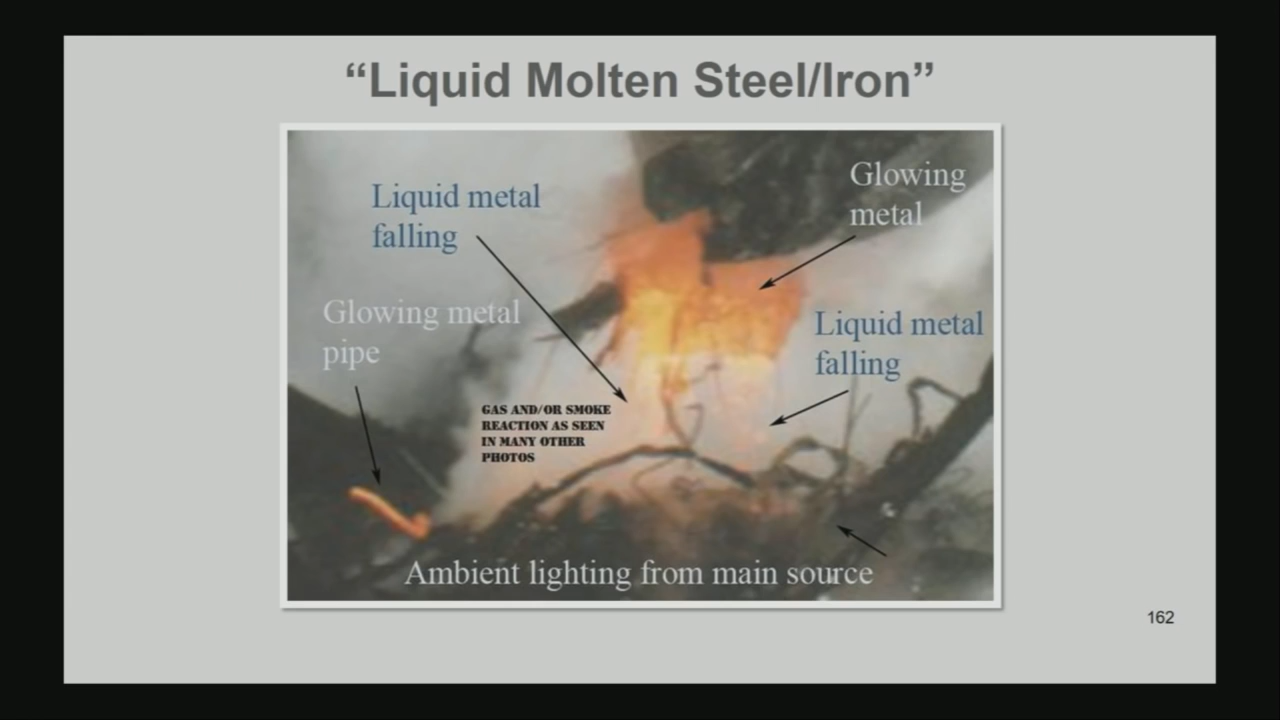 “Liquid Molten Steel/Iron”
Liquid metal
falling
Glowing
metal
Glowing metal
pipe
Liquid metal
falling
GAS AND/OR SMOKE
REACTION AS SEEN
IN MANY OTHER
PHOTOS
Ambient lighting from main source
162